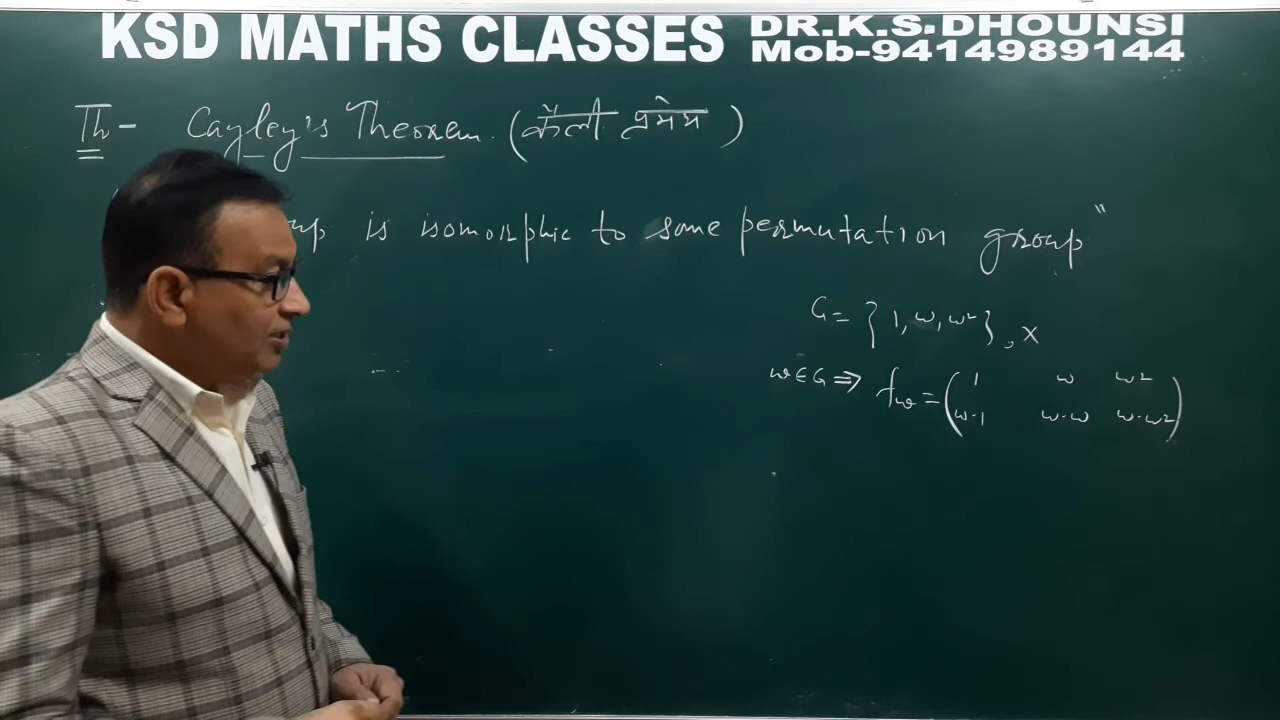 KSD MATHS CLASSES DR.K.S.DHOUNSI
Mob-9414989144
Th- Cayley's Theorem. (कैली प्रमेय)
is isomorphic to some permutation group"
G = {1, ω, ω²}, ×
ω∈G ⇒ fω = (1 ω ω²
ω·1 ω·ω ω·ω²)